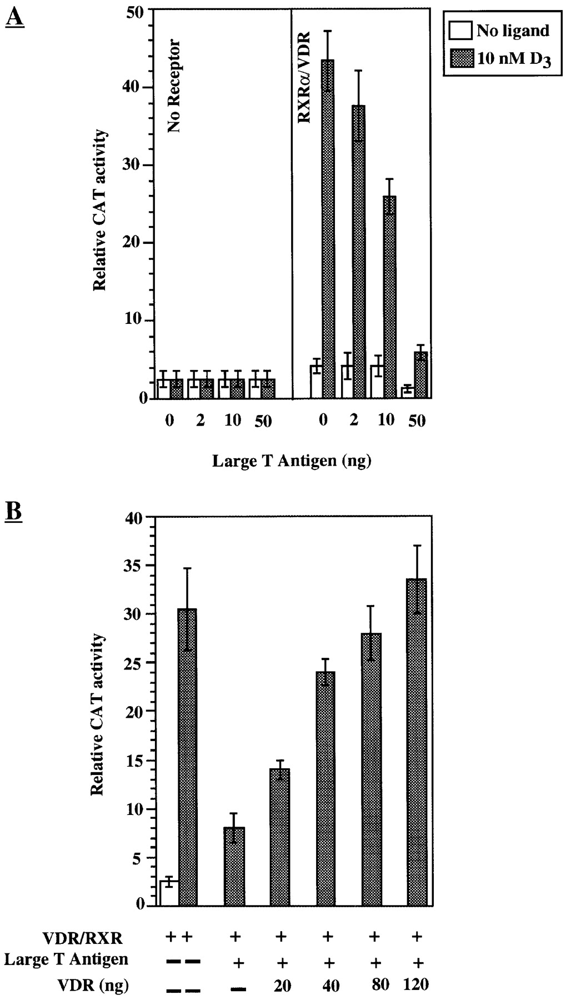 A
No ligand
10 nM D3
No Receptor
RXRα/VDR
Relative CAT activity
50
40
30
20
10
0
0 2 10 50 0 2 10 50
Large T Antigen (ng)
B
Relative CAT activity
40
35
30
25
20
15
10
5
0
VDR/RXR + + + + + + +
Large T Antigen – – + + + + +
VDR (ng) – – – 20 40 80 120